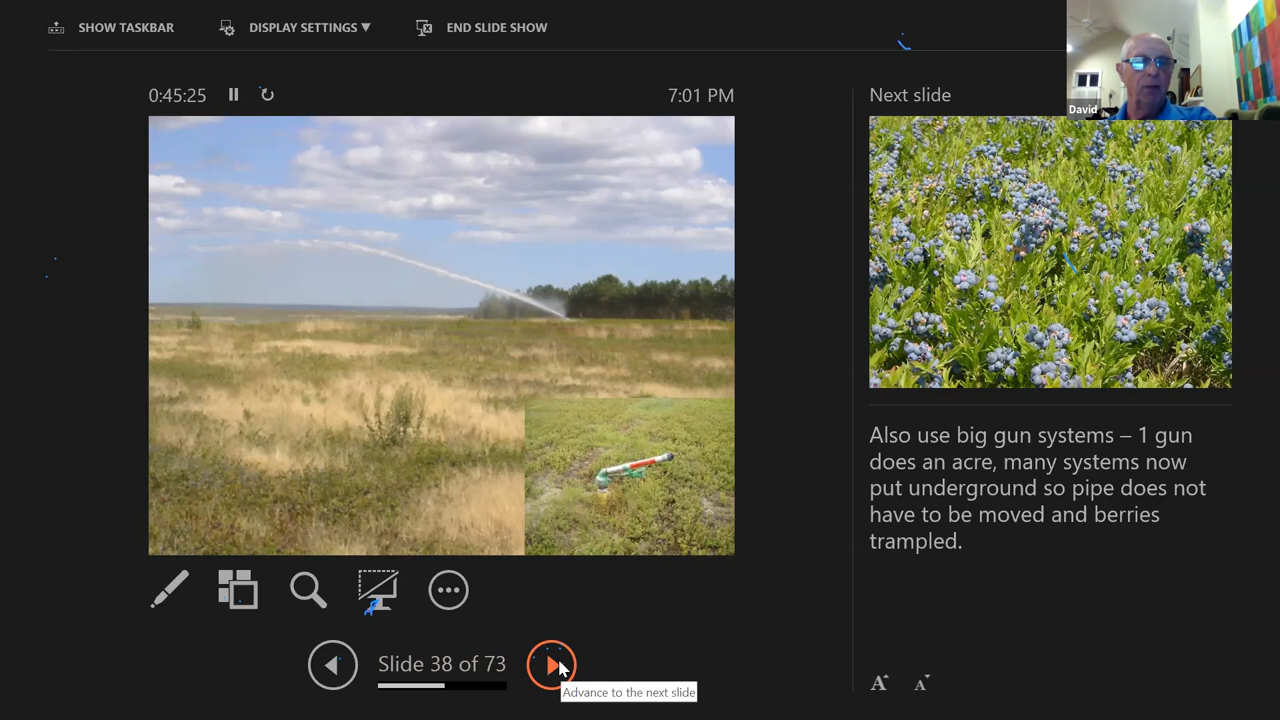 SHOW TASKBAR
DISPLAY SETTINGS ▼
END SLIDE SHOW
0:45:25
7:01 PM
Next slide
David
Also use big gun systems – 1 gun
does an acre, many systems now
put underground so pipe does not
have to be moved and berries
trampled.
Slide 38 of 73
Advance to the next slide
A
A